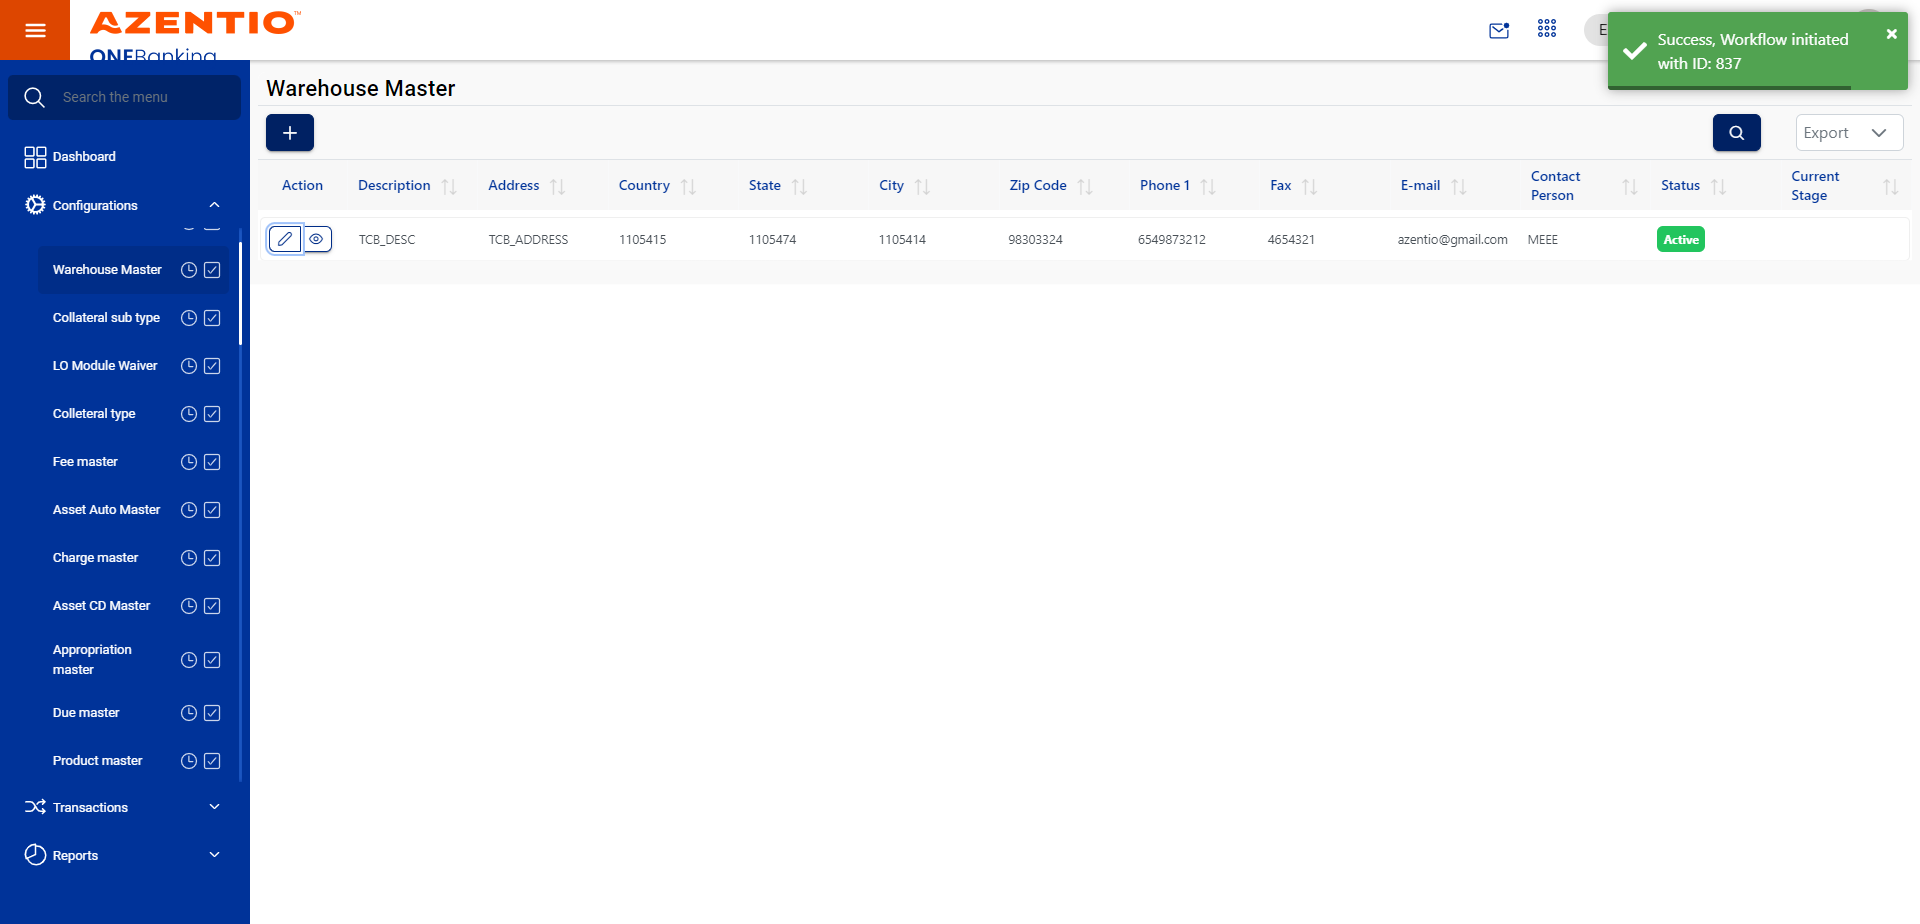 AZENTIO™
ONEBanking
E
Success, Workflow initiated
with ID: 837
Search the menu
Dashboard
Configurations
Warehouse Master
Collateral sub type
LO Module Waiver
Colleteral type
Fee master
Asset Auto Master
Charge master
Asset CD Master
Appropriation
master
Due master
Product master
Transactions
Reports
Warehouse Master
Export
Action Description Address Country State City Zip Code Phone 1 Fax E-mail Contact Person Status Current Stage
TCB_DESC TCB_ADDRESS 1105415 1105474 1105414 98303324 6549873212 4654321 azentio@gmail.com MEEE Active